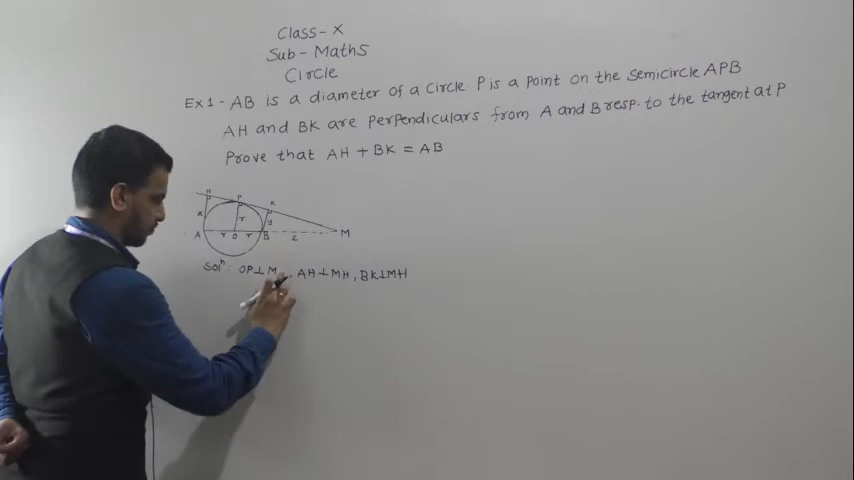 Class-X
Sub-Maths
Circle
Ex1- AB is a diameter of a circle P is a point on the Semicircle APB
AH and BK are perpendiculars from A and B resp. to the tangent at P
Prove that AH + BK = AB
H P K
x r y
A r O r B z M
Solⁿ: OP⊥M , AH⊥MH, BK⊥MH